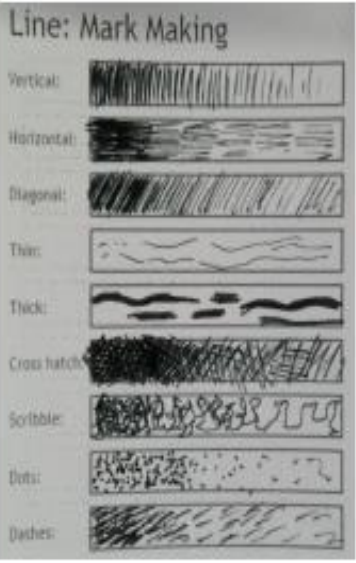 Line: Mark Making
Vertical:
Horizontal:
Diagonal:
Thin:
Thick:
Cross hatch:
Scribble:
Dots:
Dashes: